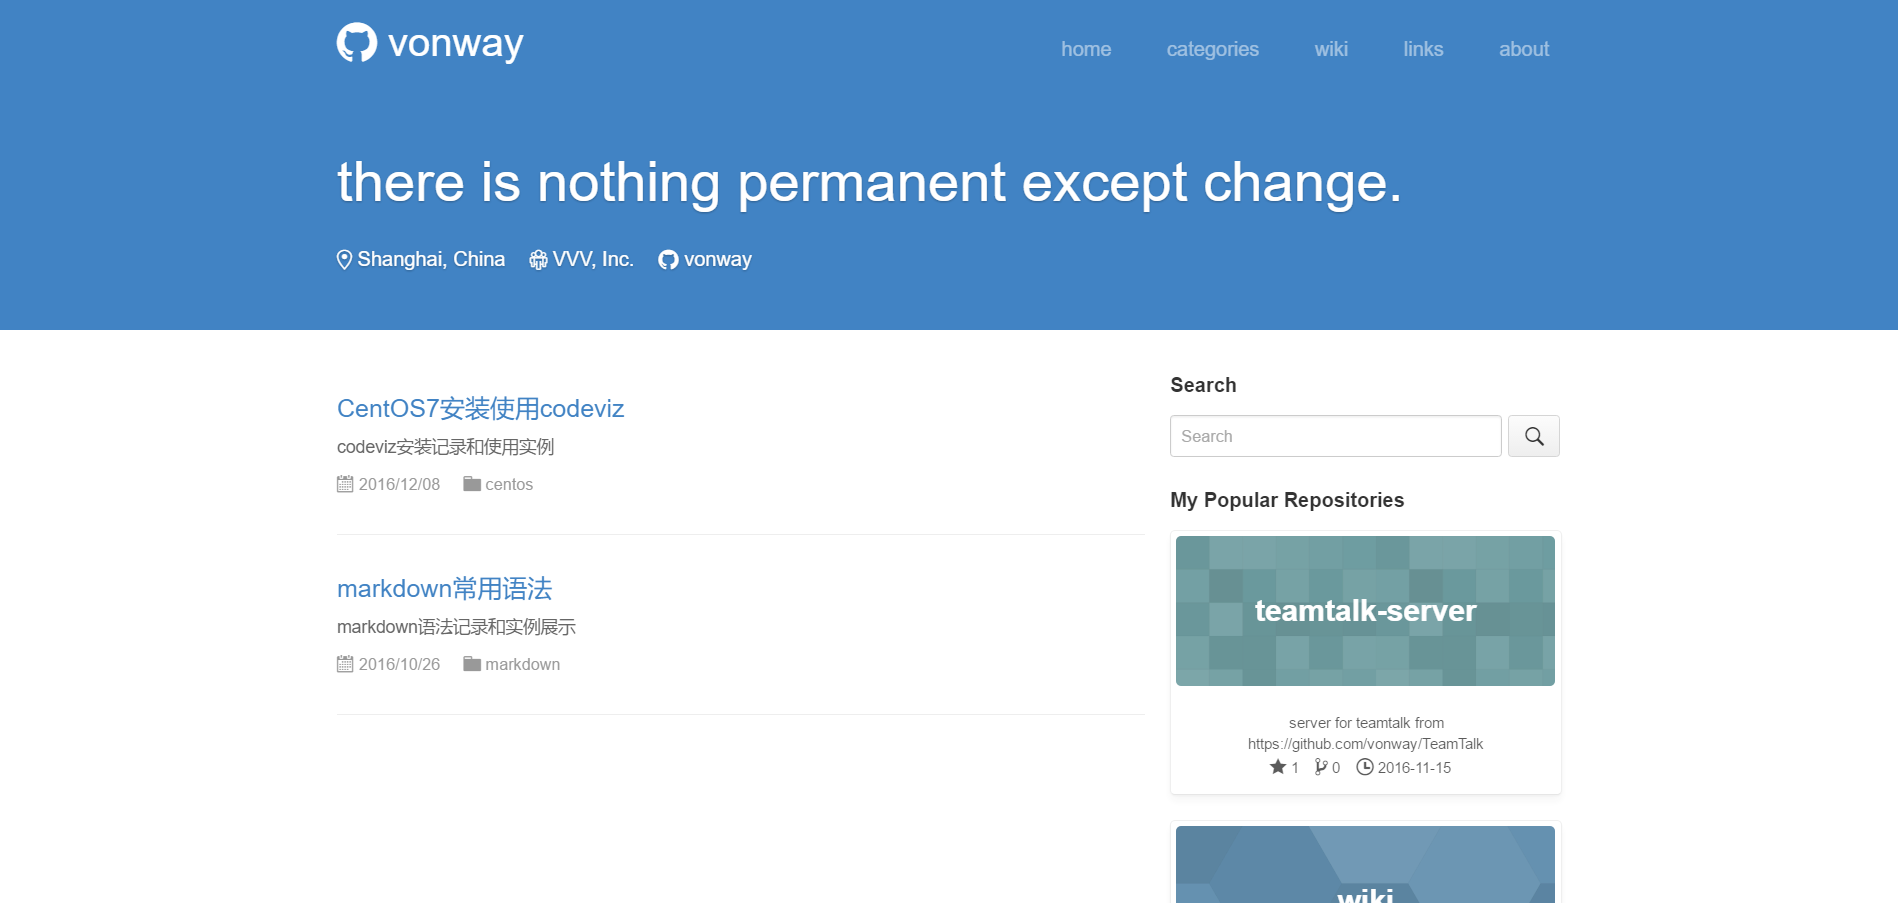 vonway
home categories wiki links about
there is nothing permanent except change.
Shanghai, China VVV, Inc. vonway
CentOS7安装使用codeviz
codeviz安装记录和使用实例
2016/12/08 centos
markdown常用语法
markdown语法记录和实例展示
2016/10/26 markdown
Search
Search
My Popular Repositories
teamtalk-server
server for teamtalk from
https://github.com/vonway/TeamTalk
1 0 2016-11-15
wiki